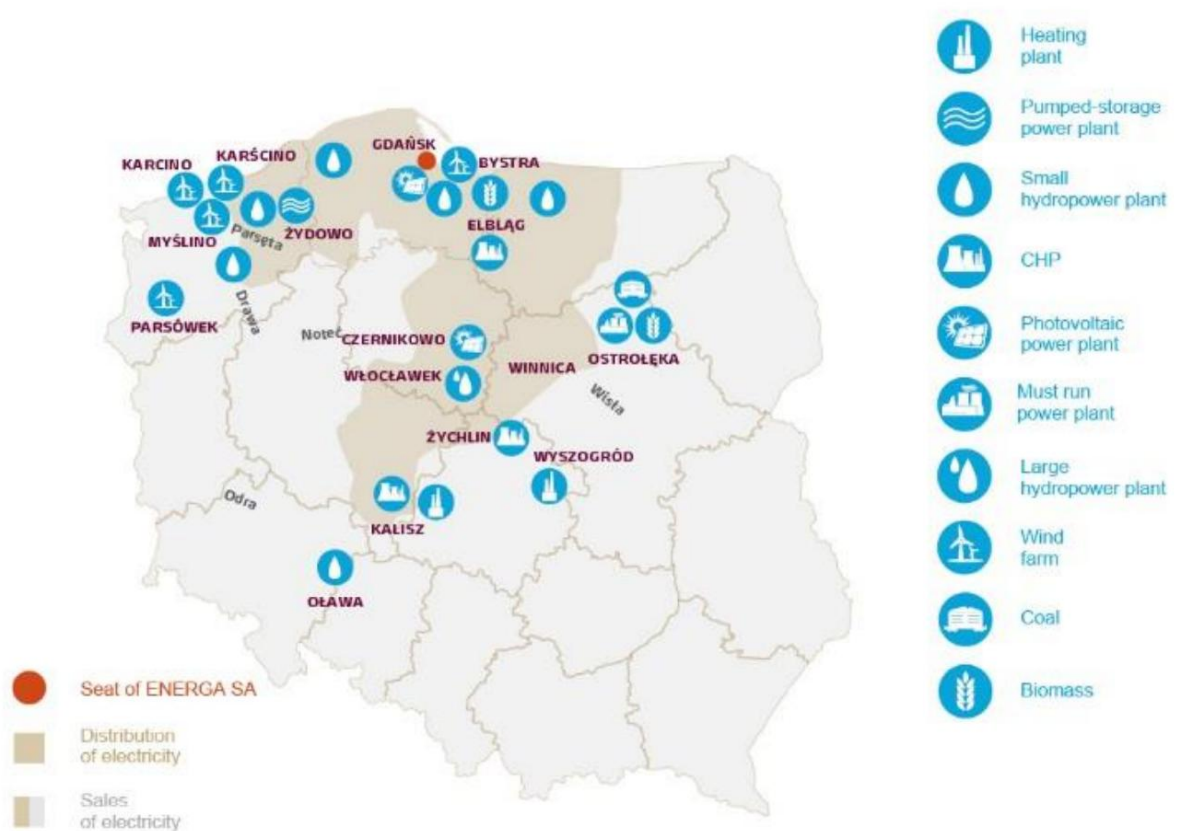 GDAŃSK
KARŚCINO
KARCINO
BYSTRA
MYŚLINO
Parsęta
ŻYDOWO
ELBLĄG
Drawa
PARSÓWEK
Noteć
CZERNIKOWO
WŁOCŁAWEK
WINNICA
OSTROŁĘKA
Wisła
ŻYCHLIN
WYSZOGRÓD
Odra
KALISZ
OŁAWA
Seat of ENERGA SA
Distribution
of electricity
Sales
of electricity
Heating
plant
Pumped-storage
power plant
Small
hydropower plant
CHP
Photovoltaic
power plant
Must run
power plant
Large
hydropower plant
Wind
farm
Coal
Biomass